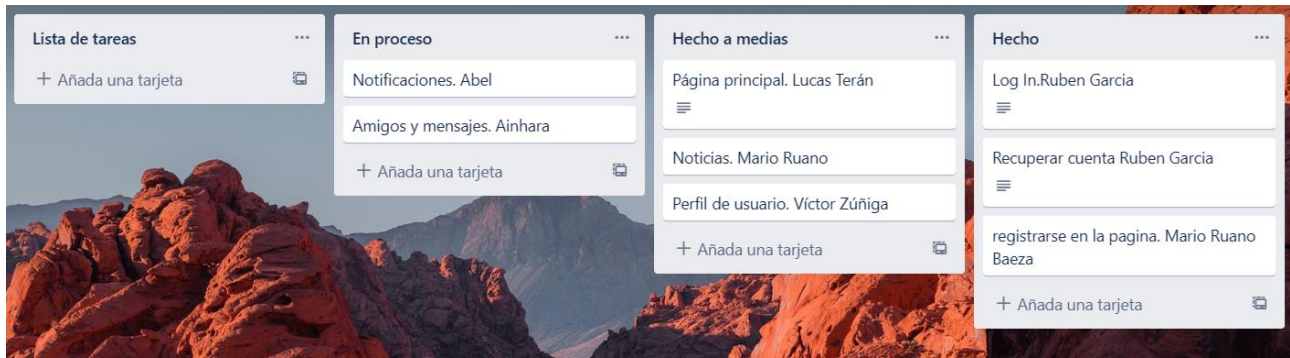 Lista de tareas
+ Añada una tarjeta
En proceso
Notificaciones. Abel
Amigos y mensajes. Ainhara
+ Añada una tarjeta
Hecho a medias
Página principal. Lucas Terán
Noticias. Mario Ruano
Perfil de usuario. Víctor Zúñiga
+ Añada una tarjeta
Hecho
Log In.Ruben Garcia
Recuperar cuenta Ruben Garcia
registrarse en la pagina. Mario Ruano
Baeza
+ Añada una tarjeta